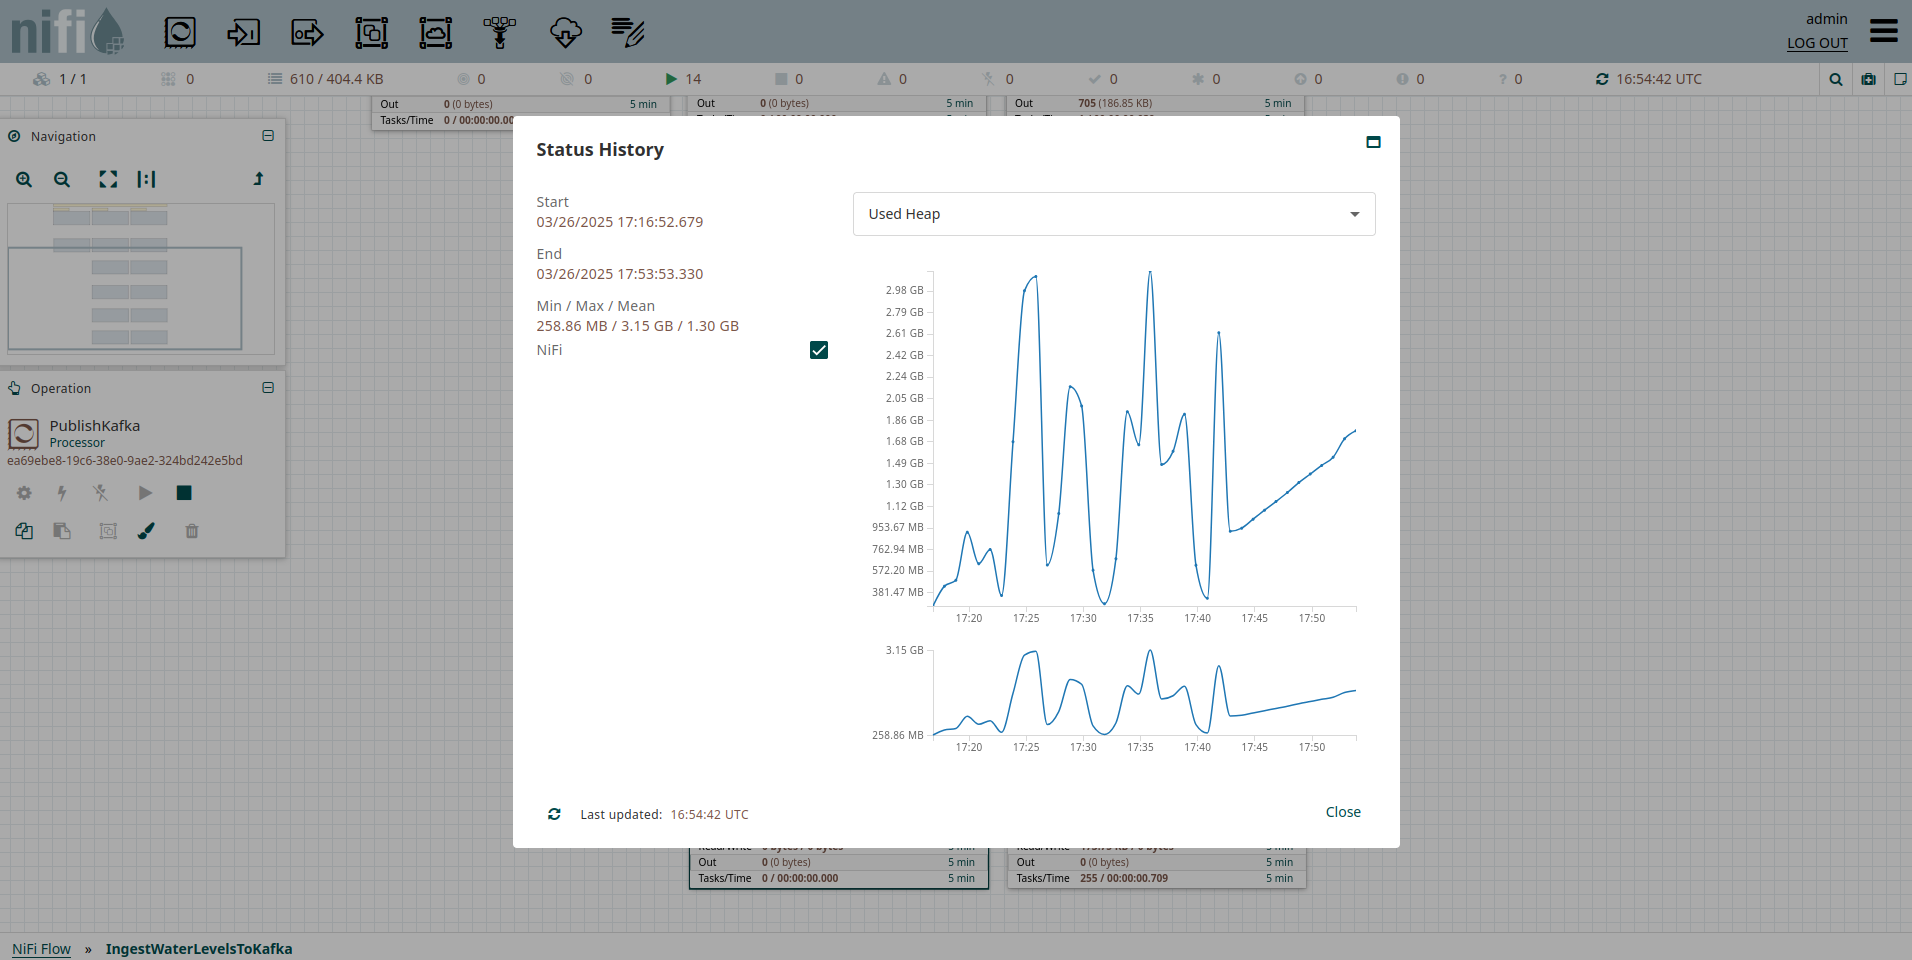 nifi
admin
LOG OUT
1 / 1
0
610 / 404.4 KB
0
0
14
0
0
0
0
0
0
0
? 0
16:54:42 UTC
Out 0 (0 bytes) 5 min
Out 0 (0 bytes) 5 min
Out 705 (186.85 KB) 5 min
Tasks/Time 0 / 00:00:00.00
Navigation
Operation
PublishKafka
Processor
ea69ebe8-19c6-38e0-9ae2-324bd242e5bd
Status History
Start
03/26/2025 17:16:52.679
End
03/26/2025 17:53:53.330
Min / Max / Mean
258.86 MB / 3.15 GB / 1.30 GB
NiFi
Used Heap
2.98 GB
2.79 GB
2.61 GB
2.42 GB
2.24 GB
2.05 GB
1.86 GB
1.68 GB
1.49 GB
1.30 GB
1.12 GB
953.67 MB
762.94 MB
572.20 MB
381.47 MB
17:20 17:25 17:30 17:35 17:40 17:45 17:50
3.15 GB
258.86 MB
17:20 17:25 17:30 17:35 17:40 17:45 17:50
Last updated: 16:54:42 UTC
Close
Out 0 (0 bytes) 5 min
Tasks/Time 0 / 00:00:00.000 5 min
Out 0 (0 bytes) 5 min
Tasks/Time 255 / 00:00:00.709 5 min
NiFi Flow » IngestWaterLevelsToKafka